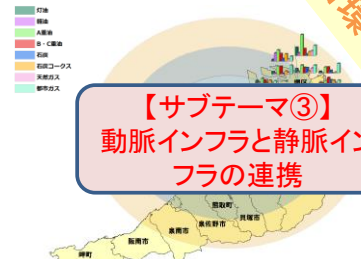 環
灯油
軽油
A重油
B・C重油
石炭
石炭コークス
天然ガス
都市ガス
【サブテーマ③】
動脈インフラと静脈イン
フラの連携
熊取町
貝塚市
泉佐野市
泉南市
阪南市
岬町